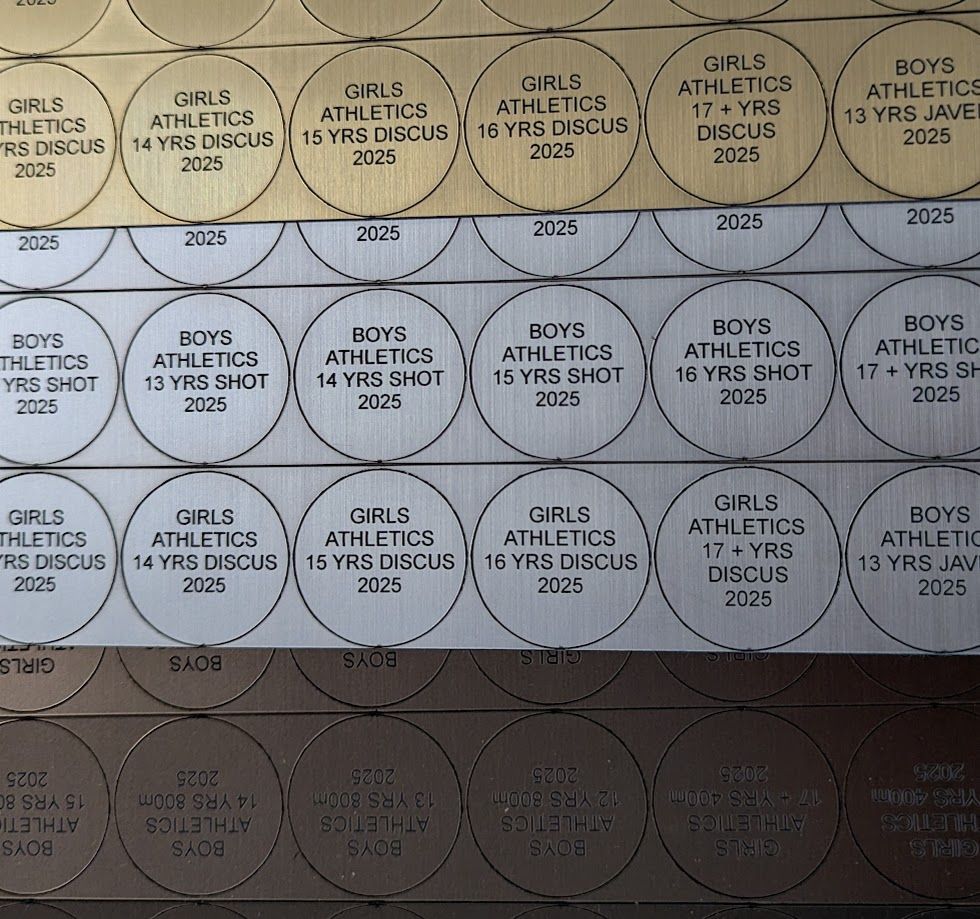 2025
GIRLS
THLETICS
YRS DISCUS
2025
GIRLS
ATHLETICS
14 YRS DISCUS
2025
GIRLS
ATHLETICS
15 YRS DISCUS
2025
GIRLS
ATHLETICS
16 YRS DISCUS
2025
GIRLS
ATHLETICS
17 + YRS
DISCUS
2025
BOYS
ATHLETICS
13 YRS JAVE
2025
2025
2025
2025
2025
2025
2025
BOYS
THLETICS
YRS SHOT
2025
BOYS
ATHLETICS
13 YRS SHOT
2025
BOYS
ATHLETICS
14 YRS SHOT
2025
BOYS
ATHLETICS
15 YRS SHOT
2025
BOYS
ATHLETICS
16 YRS SHOT
2025
BOYS
ATHLETIC
17 + YRS SH
2025
GIRLS
THLETICS
YRS DISCUS
2025
GIRLS
ATHLETICS
14 YRS DISCUS
2025
GIRLS
ATHLETICS
15 YRS DISCUS
2025
GIRLS
ATHLETICS
16 YRS DISCUS
2025
GIRLS
ATHLETICS
17 + YRS
DISCUS
2025
BOYS
ATHLETIC
13 YRS JAV
2025
ATHLETICS
GIRLS
BOYS
BOYS
GIRLS
GIRLS
BOYS
ATHLETICS
15 YRS 80
2025
BOYS
ATHLETICS
14 YRS 800m
2025
BOYS
ATHLETICS
13 YRS 800m
2025
BOYS
ATHLETICS
12 YRS 800m
2025
GIRLS
ATHLETICS
17 + YRS 400m
2025
GIRLS
THLETICS
YRS 400m
2025